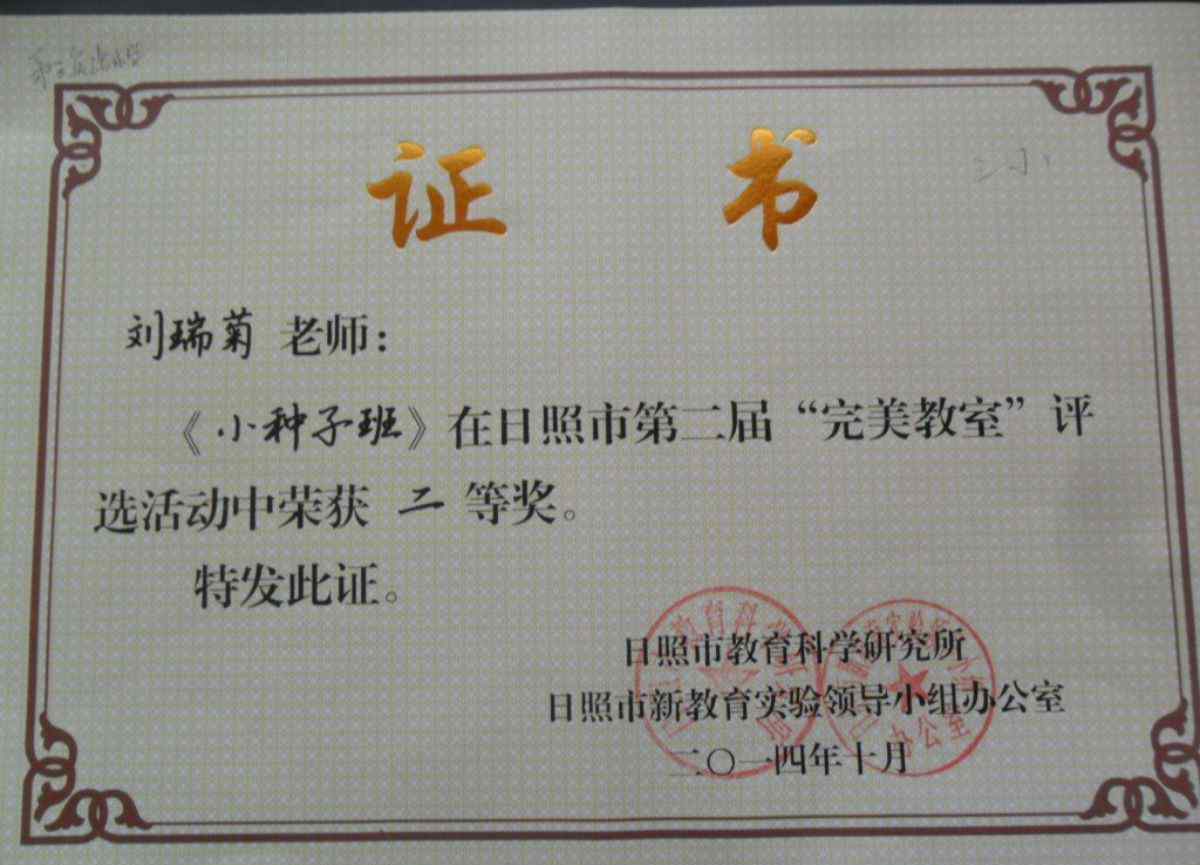 证 书
刘瑞菊 老师：
《小种子班》在日照市第二届“完美教室”评
选活动中荣获 二 等奖。
特发此证。
日照市教育科学研究所
日照市新教育实验领导小组办公室
二〇一四年十月
办公室